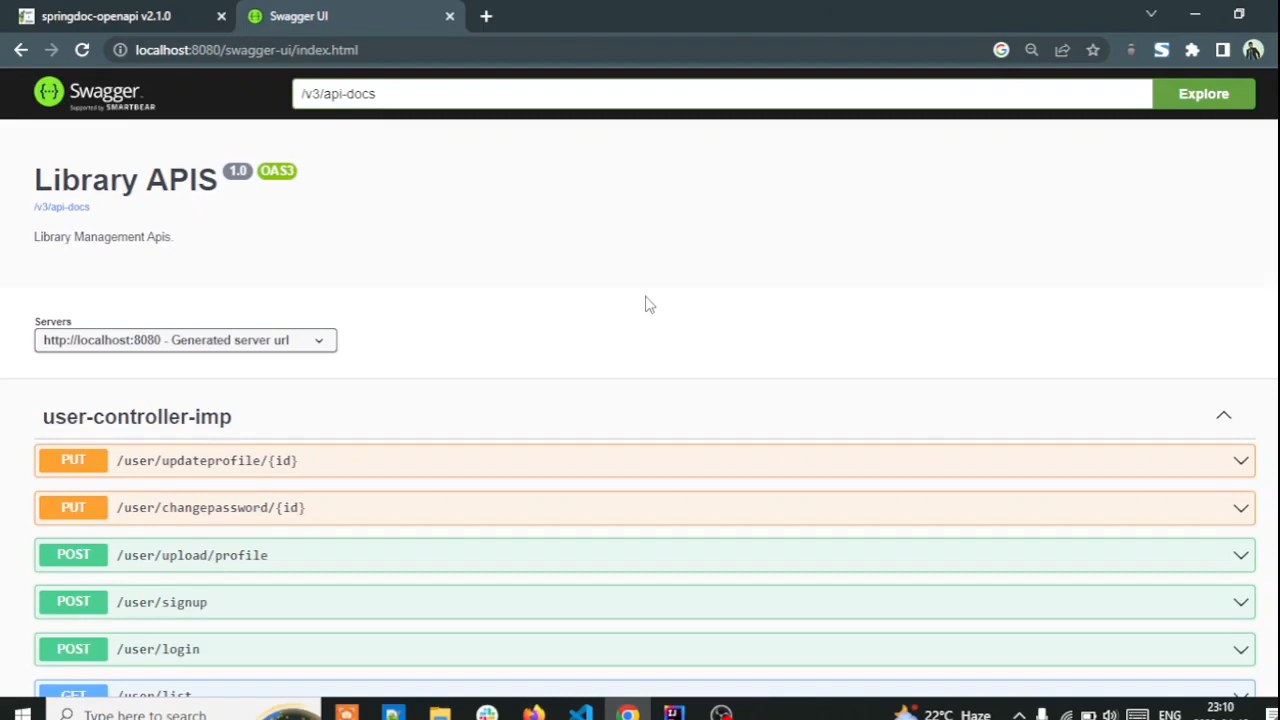 springdoc-openapi v2.1.0
Swagger UI
localhost:8080/swagger-ui/index.html
Swagger.
Supported by SMARTBEAR
/v3/api-docs
Explore
Library APIS 1.0 OAS3
/v3/api-docs
Library Management Apis.
Servers
http://localhost:8080 - Generated server url
user-controller-imp
PUT /user/updateprofile/{id}
PUT /user/changepassword/{id}
POST /user/upload/profile
POST /user/signup
POST /user/login
GET /user/list
Type here to search
22°C Haze
ENG
23:10